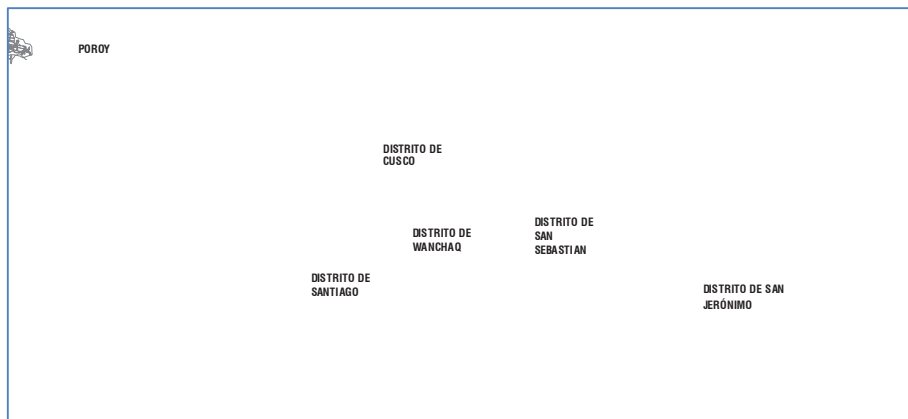 POROY
DISTRITO DE
CUSCO
DISTRITO DE
SAN
SEBASTIAN
DISTRITO DE
WANCHAQ
DISTRITO DE
SANTIAGO
DISTRITO DE SAN
JERÓNIMO